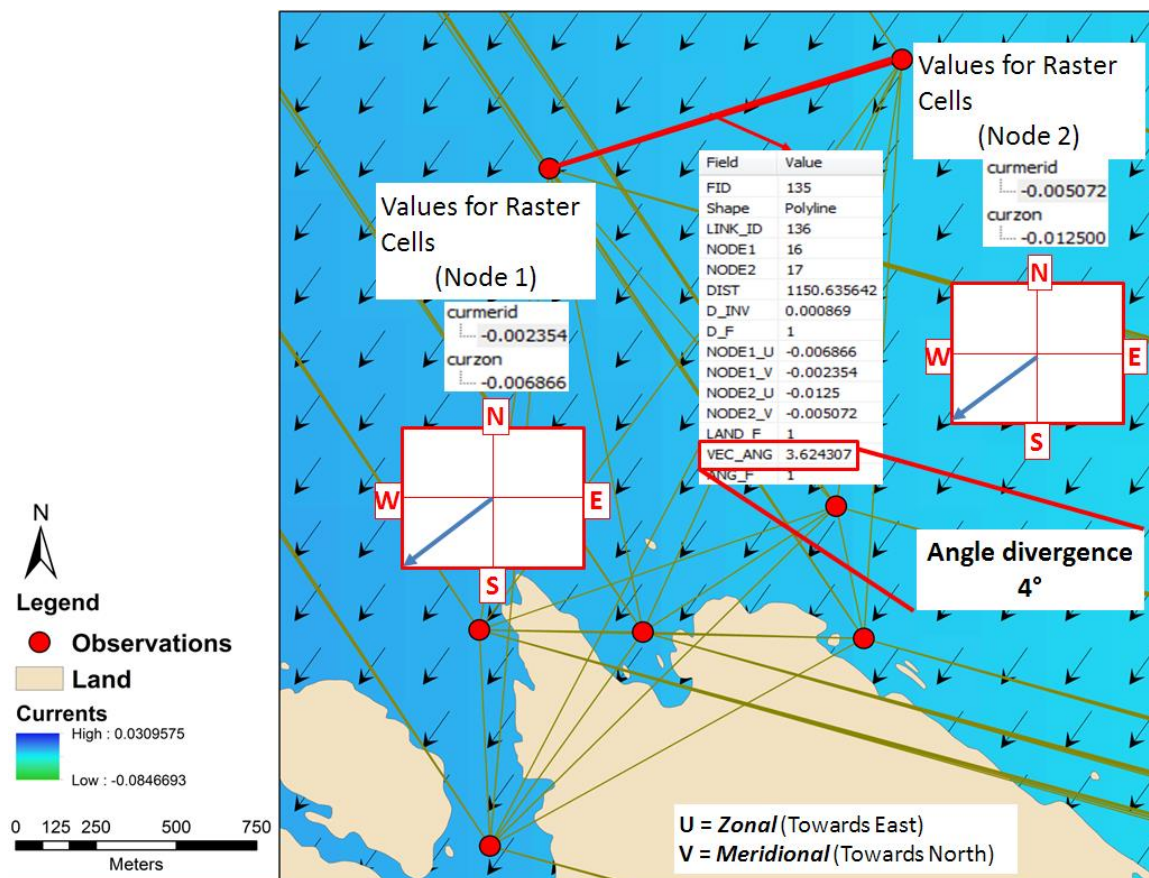 Values for Raster
Cells
(Node 2)
curmerid
-0.005072
curzon
-0.012500
N
W
E
S
Values for Raster
Cells
(Node 1)
curmerid
-0.002354
curzon
-0.006866
N
W
E
S
Field Value
FID 135
Shape Polyline
LINK_ID 136
NODE1 16
NODE2 17
DIST 1150.635642
D_INV 0.000869
D_F 1
NODE1_U -0.006866
NODE1_V -0.002354
NODE2_U -0.0125
NODE2_V -0.005072
LAND_F 1
VEC_ANG 3.624307
ANG_F 1
Angle divergence
4°
N
Legend
Observations
Land
Currents
High : 0.0309575
Low : -0.0846693
0 125 250 500 750
Meters
U = Zonal (Towards East)
V = Meridional (Towards North)